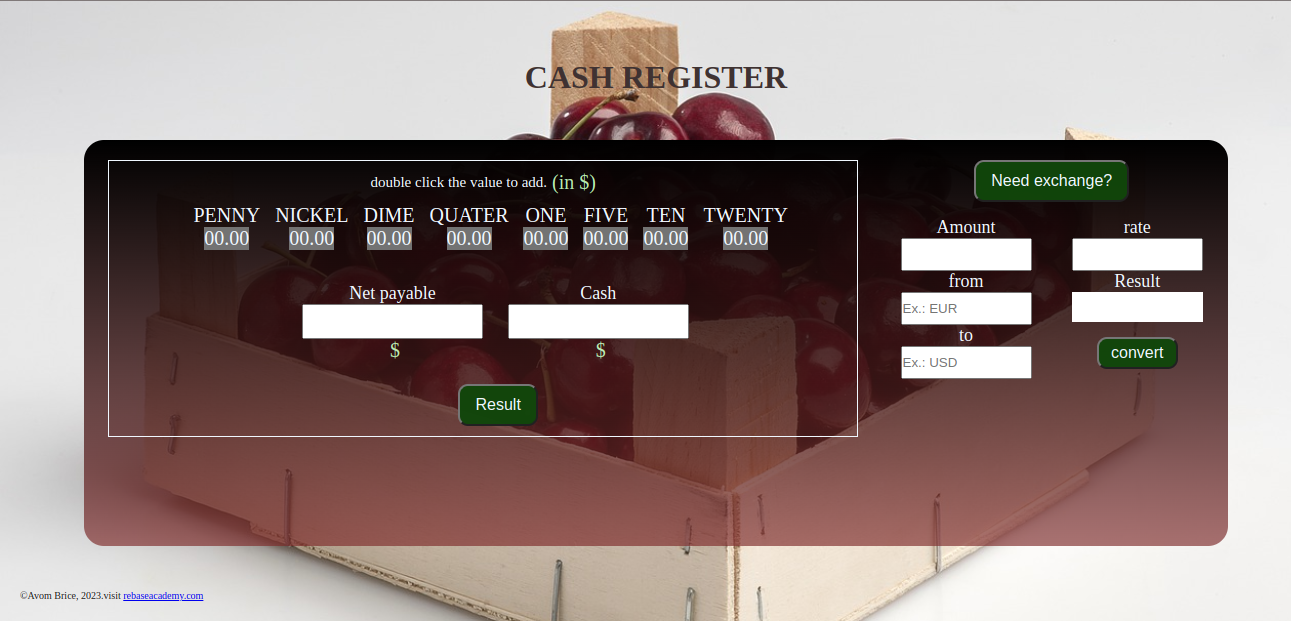 CASH REGISTER
double click the value to add. (in $)
PENNY NICKEL DIME QUATER ONE FIVE TEN TWENTY
00.00 00.00 00.00 00.00 00.00 00.00 00.00 00.00
Net payable Cash
$ $
Result
Need exchange?
Amount rate
from Result
Ex.: EUR
to
convert
Ex.: USD
©Avom Brice, 2023.visit rebaseacademy.com